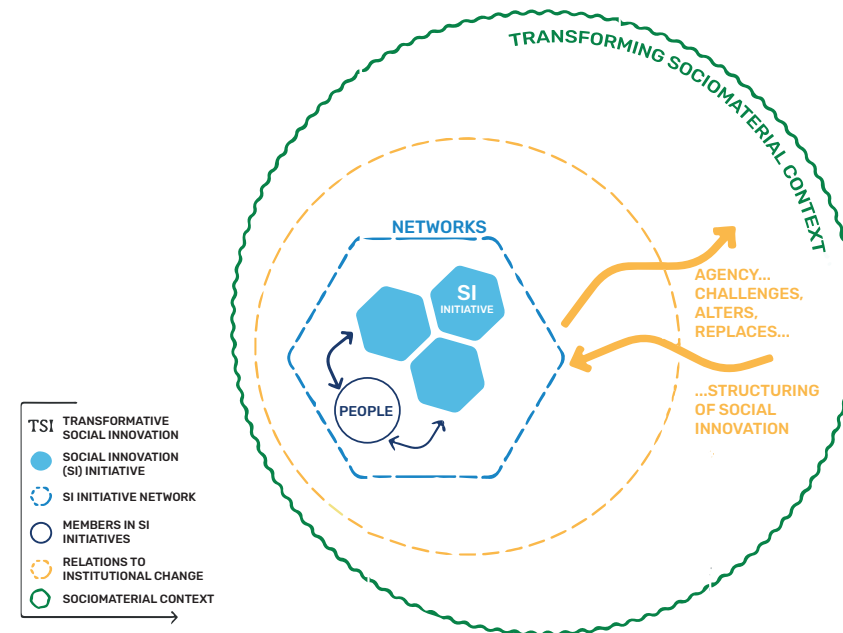 TRANSFORMING SOCIOMATERIAL CONTEXT
NETWORKS
SI
INITIATIVE
PEOPLE
AGENCY...
CHALLENGES,
ALTERS,
REPLACES...
...STRUCTURING
OF SOCIAL
INNOVATION
TSI TRANSFORMATIVE
SOCIAL INNOVATION
SOCIAL INNOVATION
(SI) INITIATIVE
SI INITIATIVE NETWORK
MEMBERS IN SI
INITIATIVES
RELATIONS TO
INSTITUTIONAL CHANGE
SOCIOMATERIAL CONTEXT